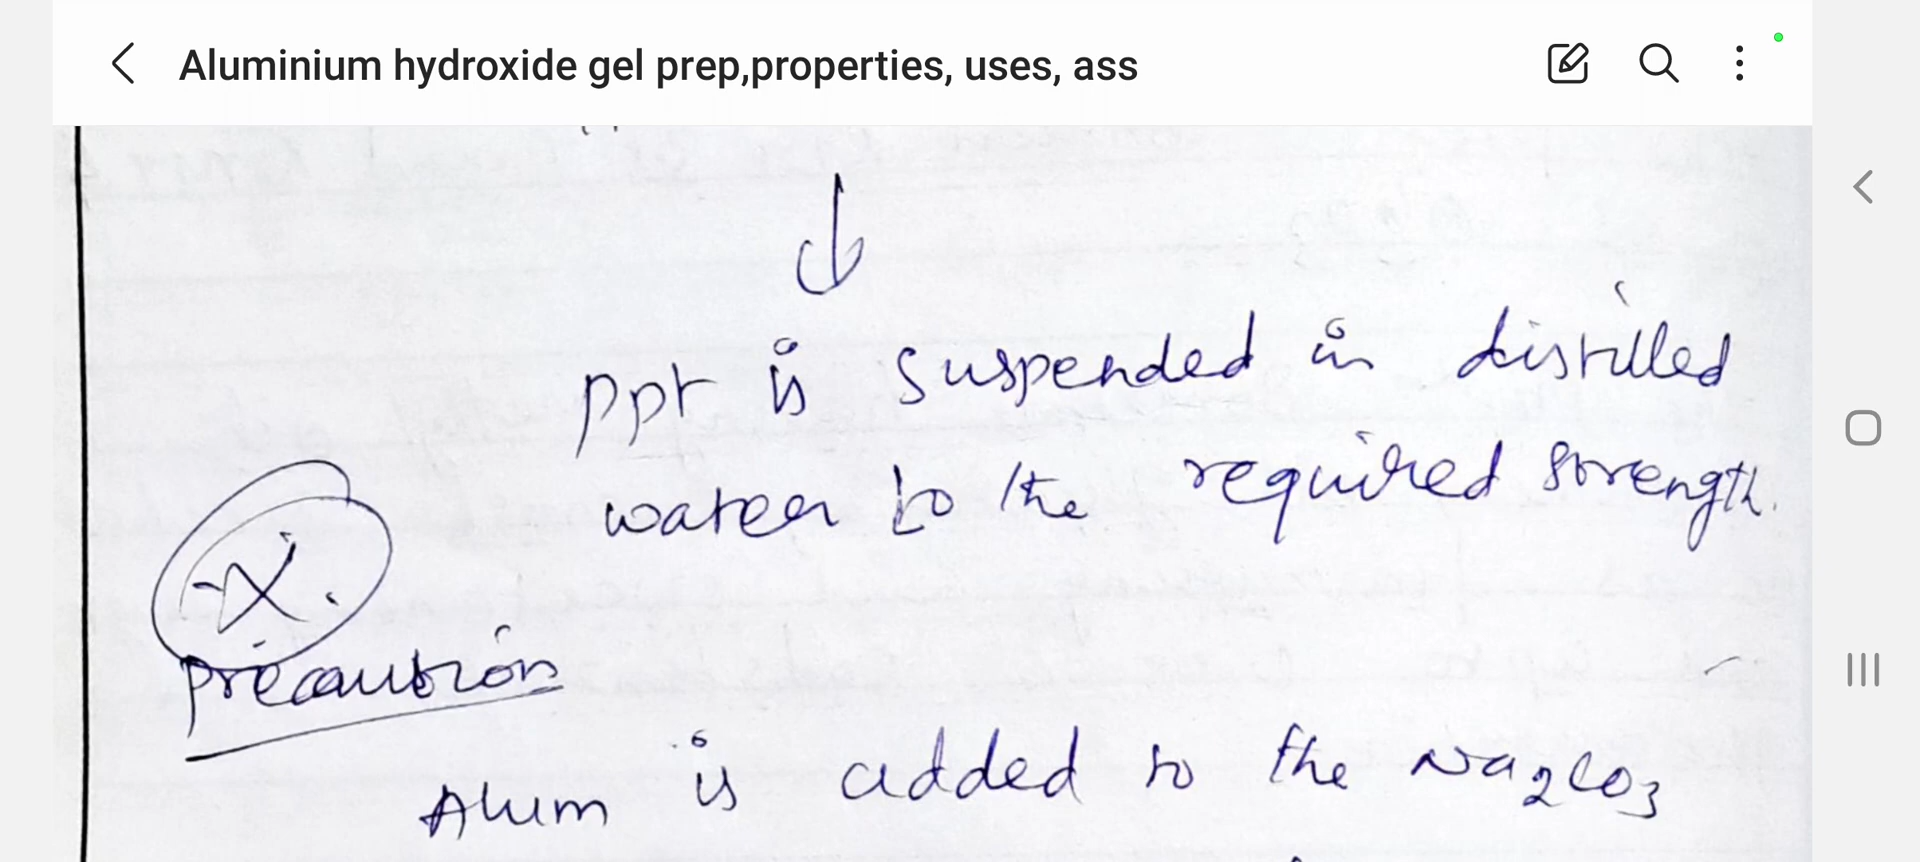 Aluminium hydroxide gel prep,properties, uses, ass
ppt is suspended in distilled
water to the required strength.
precaution
Alum is added to the Na2CO3